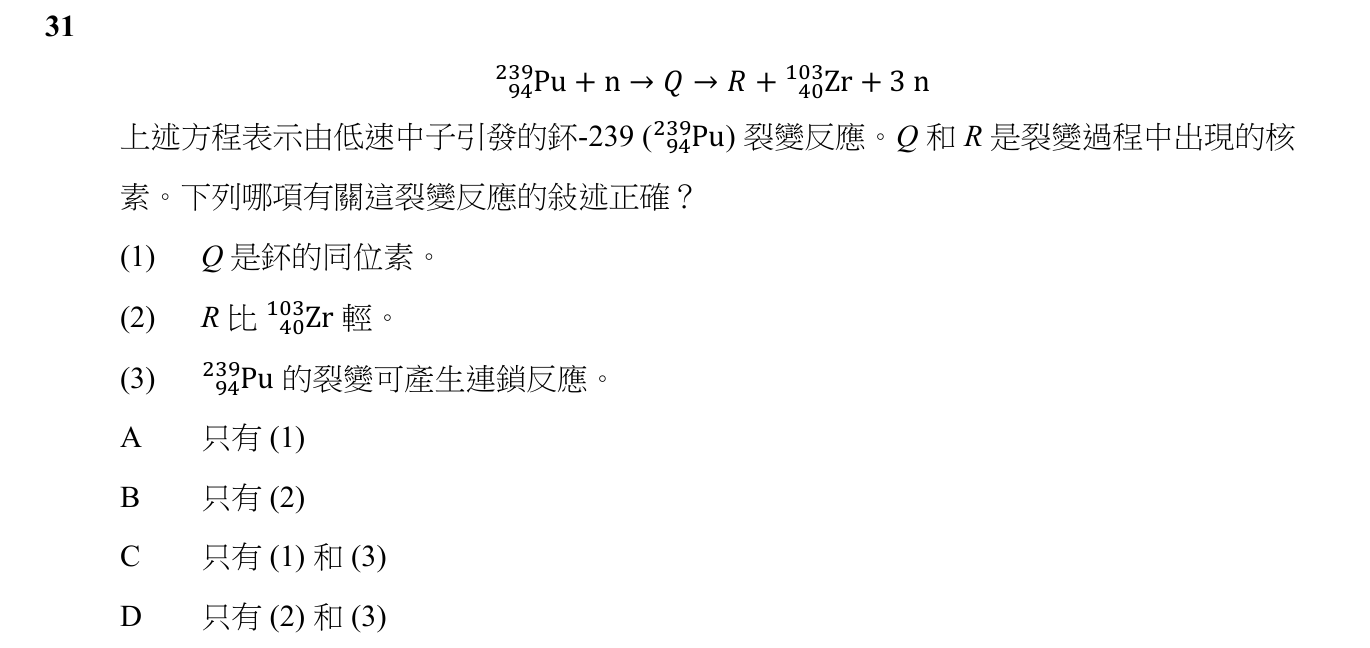 31
²³⁹₉₄Pu + n → Q → R + ¹⁰³₄₀Zr + 3 n
上述方程表示由低速中子引發的鈈-239 (²³⁹₉₄Pu) 裂變反應。Q 和 R 是裂變過程中出現的核
素。下列哪項有關這裂變反應的敍述正確？
(1) Q 是鈈的同位素。
(2) R 比 ¹⁰³₄₀Zr 輕。
(3) ²³⁹₉₄Pu 的裂變可產生連鎖反應。
A 只有 (1)
B 只有 (2)
C 只有 (1) 和 (3)
D 只有 (2) 和 (3)